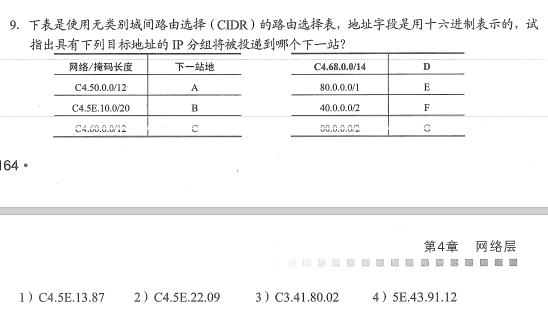 9. 下表是使用无类别域间路由选择（CIDR）的路由选择表，地址字段是用十六进制表示的，试
指出具有下列目标地址的 IP 分组将被投递到哪个下一站？
网络/掩码长度 下一站地 C4.68.0.0/14 D
C4.50.0.0/12 A 80.0.0.0/1 E
C4.5E.10.0/20 B 40.0.0.0/2 F
C4.60.0.0/12 C 00.0.0.0/2 G
164 •
第4章 网络层
1）C4.5E.13.87 2）C4.5E.22.09 3）C3.41.80.02 4）5E.43.91.12